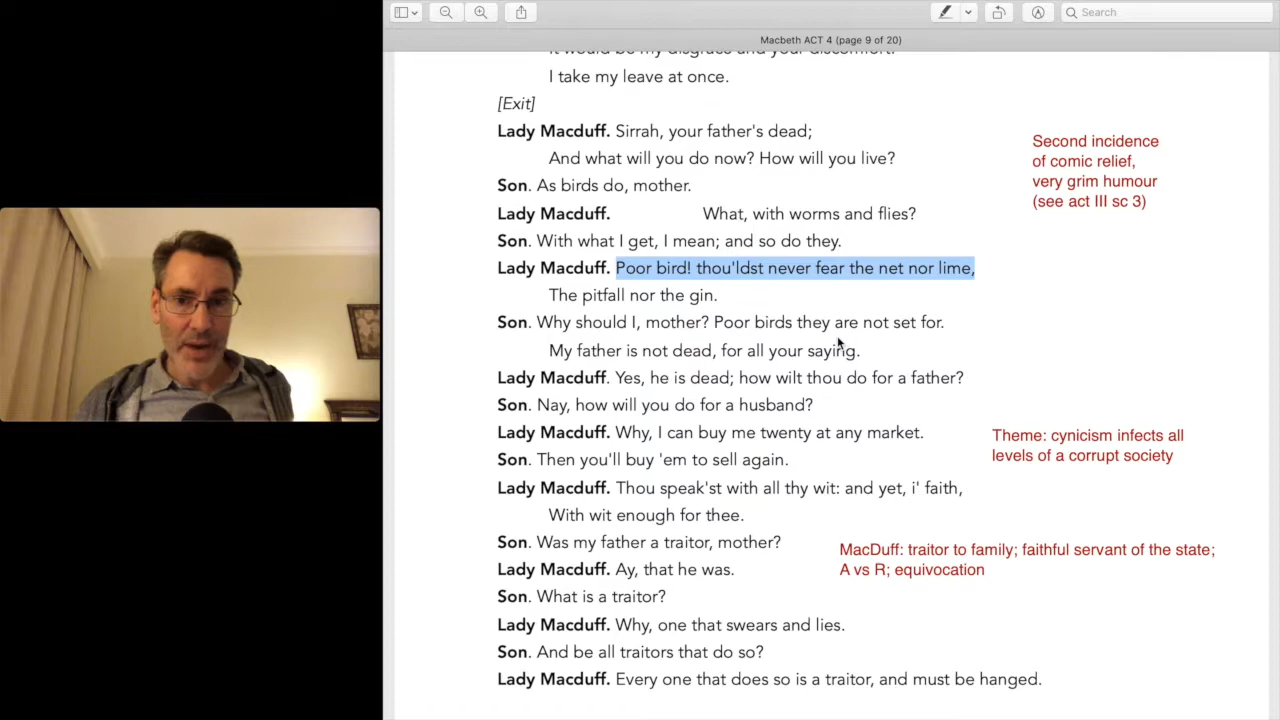 Search
Macbeth ACT 4 (page 9 of 20)
It would be my disgrace and your discomfort:
I take my leave at once.
[Exit]
Lady Macduff. Sirrah, your father's dead;
And what will you do now? How will you live?
Son. As birds do, mother.
Lady Macduff. What, with worms and flies?
Son. With what I get, I mean; and so do they.
Lady Macduff. Poor bird! thou'ldst never fear the net nor lime,
The pitfall nor the gin.
Son. Why should I, mother? Poor birds they are not set for.
My father is not dead, for all your saying.
Lady Macduff. Yes, he is dead; how wilt thou do for a father?
Son. Nay, how will you do for a husband?
Lady Macduff. Why, I can buy me twenty at any market.
Son. Then you'll buy 'em to sell again.
Lady Macduff. Thou speak'st with all thy wit: and yet, i' faith,
With wit enough for thee.
Son. Was my father a traitor, mother?
Lady Macduff. Ay, that he was.
Son. What is a traitor?
Lady Macduff. Why, one that swears and lies.
Son. And be all traitors that do so?
Lady Macduff. Every one that does so is a traitor, and must be hanged.
Second incidence
of comic relief,
very grim humour
(see act III sc 3)
Theme: cynicism infects all
levels of a corrupt society
MacDuff: traitor to family; faithful servant of the state;
A vs R; equivocation